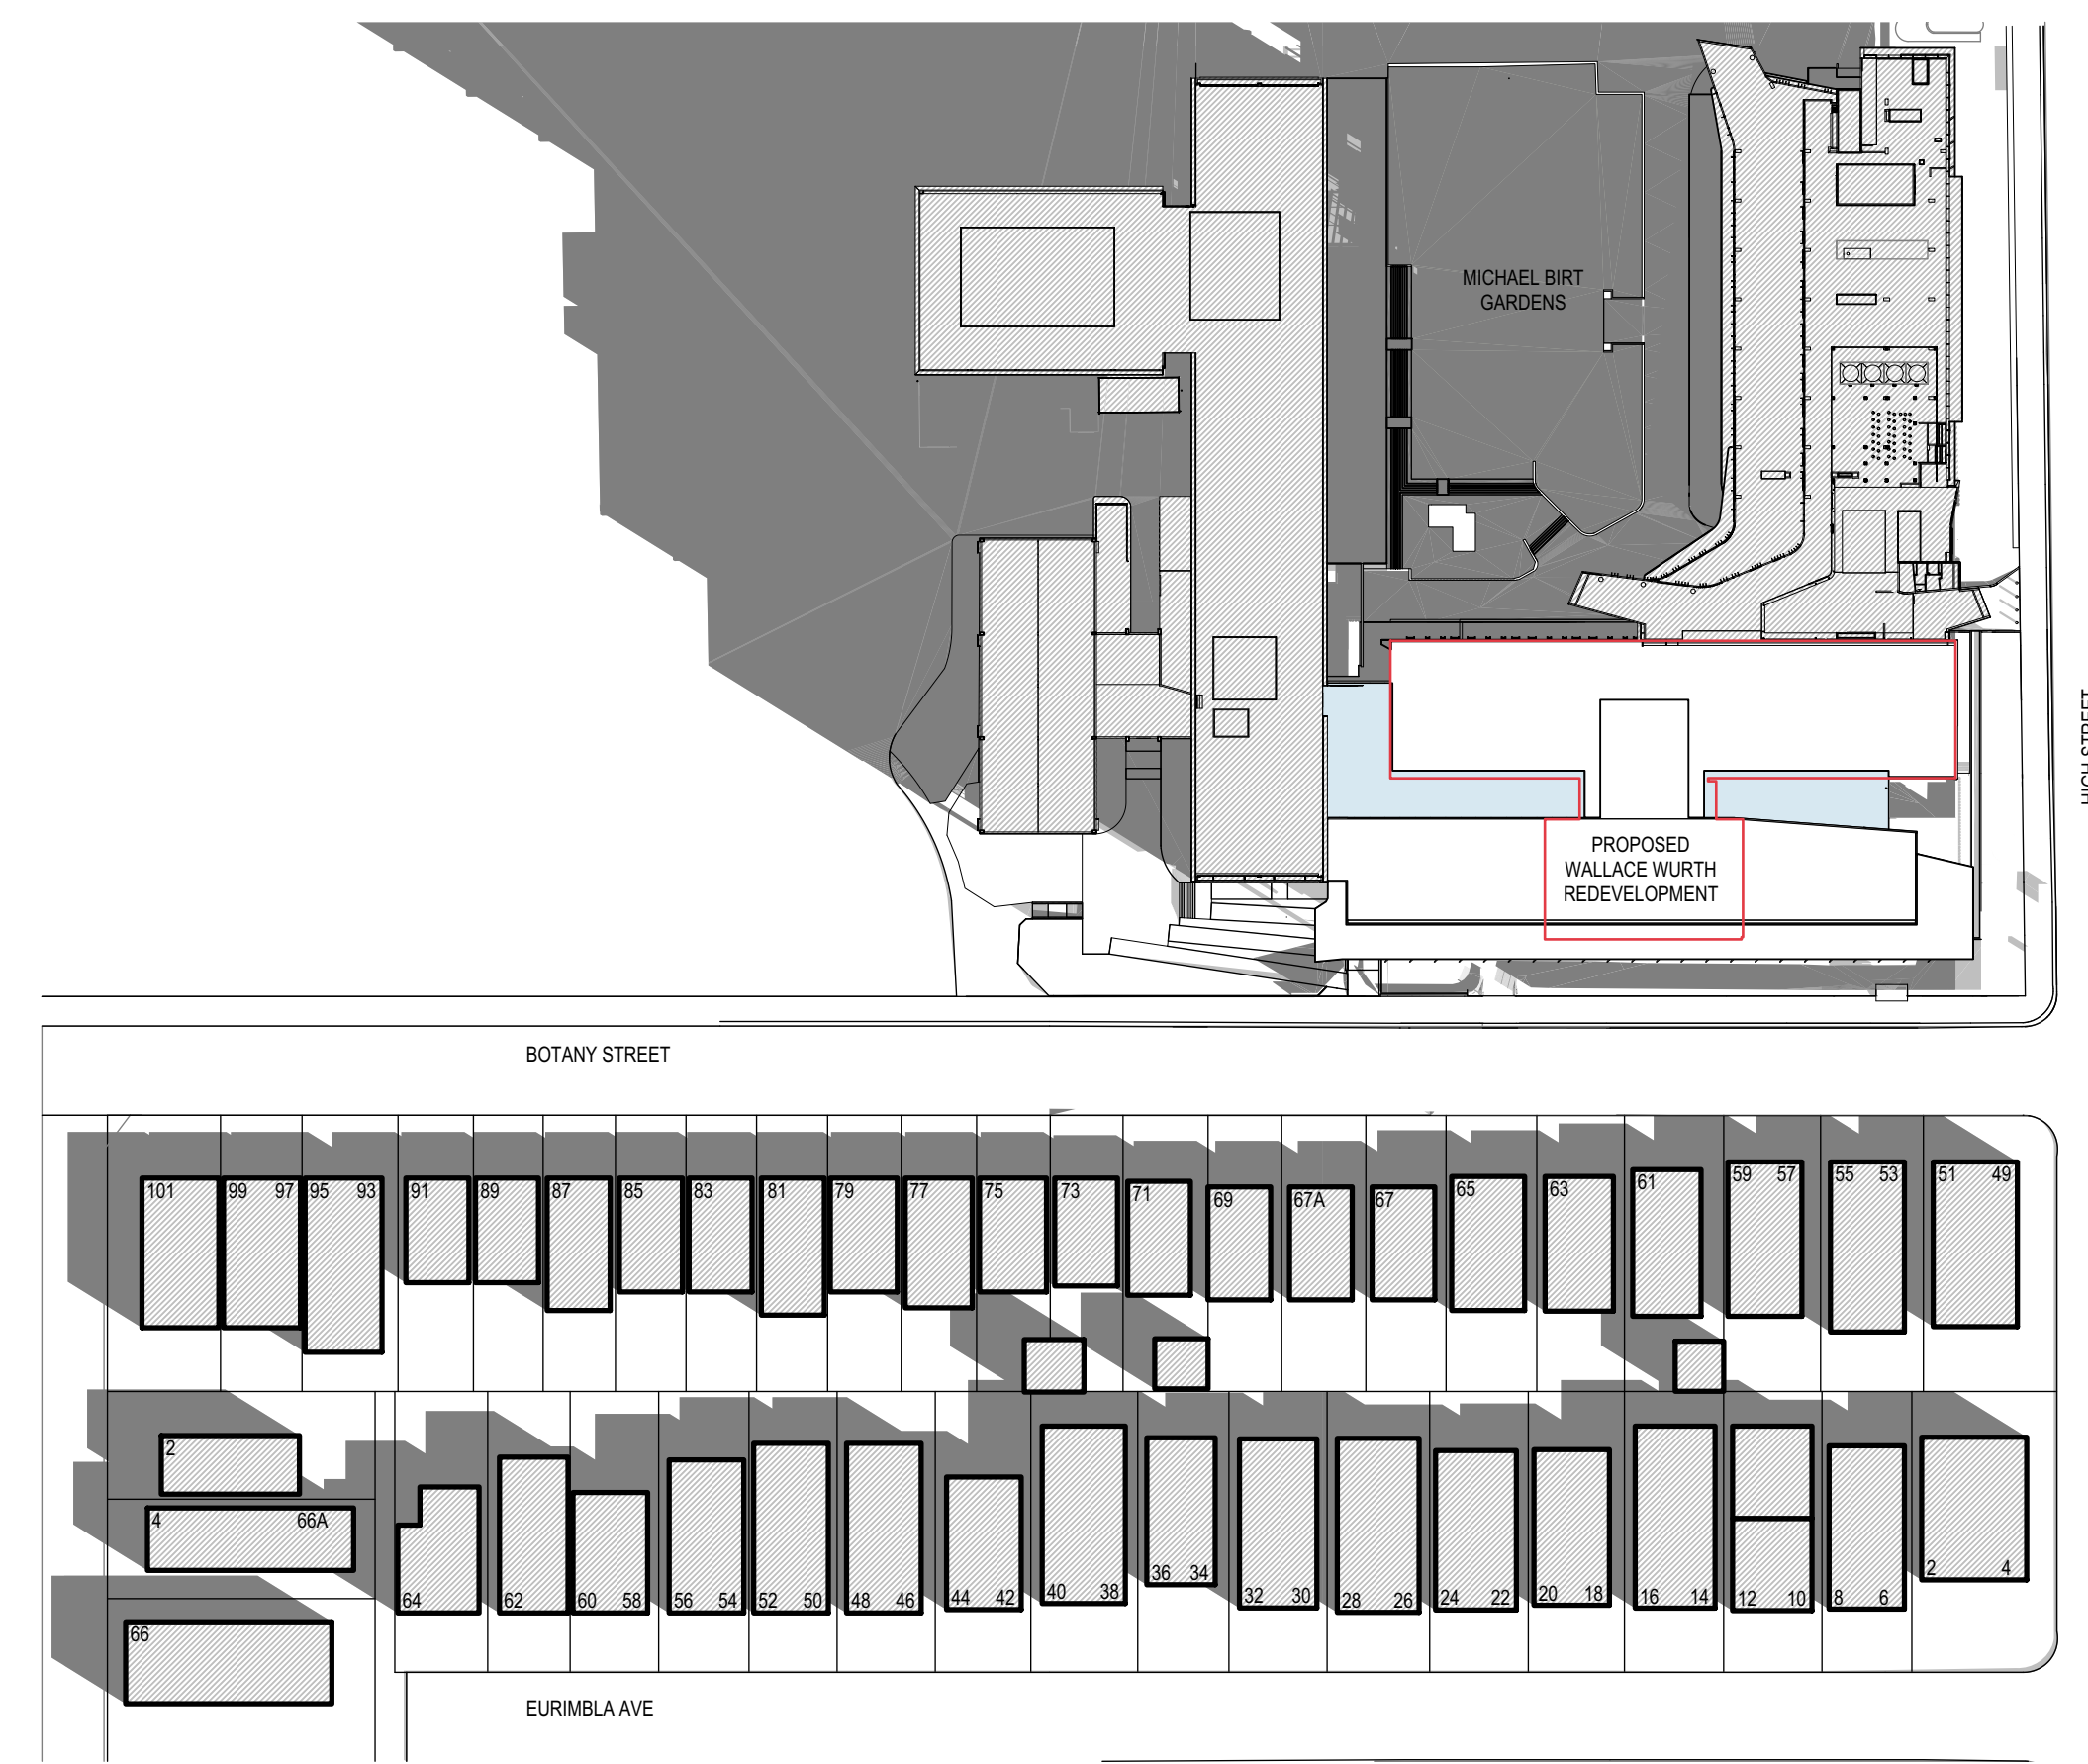 MICHAEL BIRT
GARDENS
HIGH STREET
PROPOSED
WALLACE WURTH
REDEVELOPMENT
BOTANY STREET
101 99 97 95 93 91 89 87 85 83 81 79 77 75 73 71 69 67A 67 65 63 61 59 57 55 53 51 49
2
4 66A
64 62 60 58 56 54 52 50 48 46 44 42 40 38 36 34 32 30 28 26 24 22 20 18 16 14 12 10 8 6 2 4
66
EURIMBLA AVE